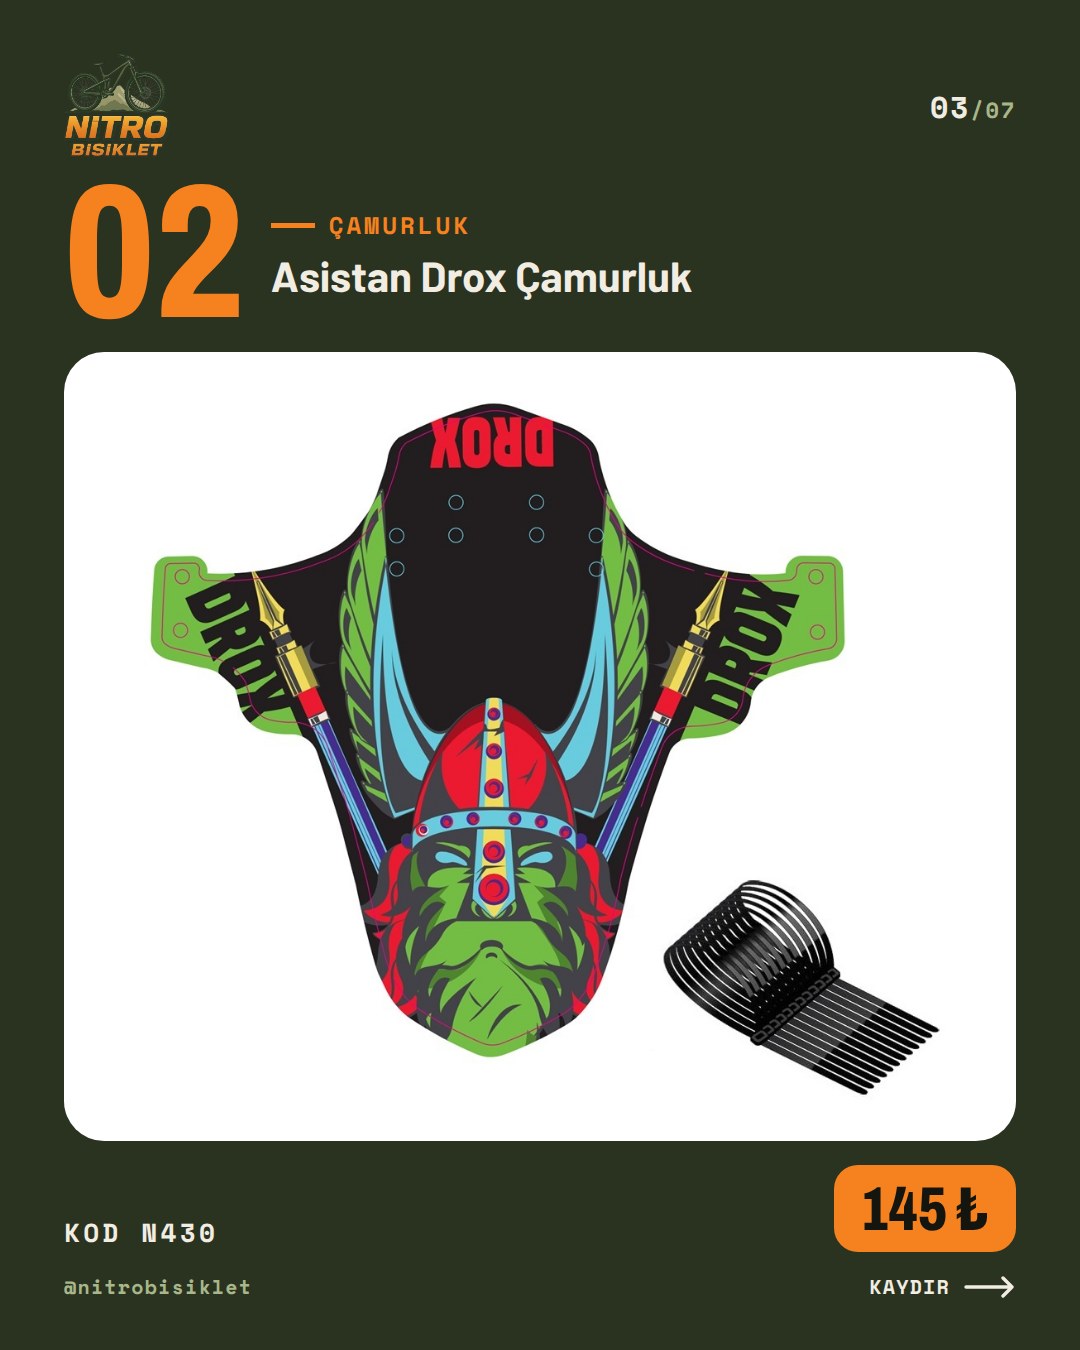 NITRO
BISIKLET
03/07
02
ÇAMURLUK
Asistan Drox Çamurluk
DROX
DROX
DROX
145 ₺
KOD N430
@nitrobisiklet
KAYDIR